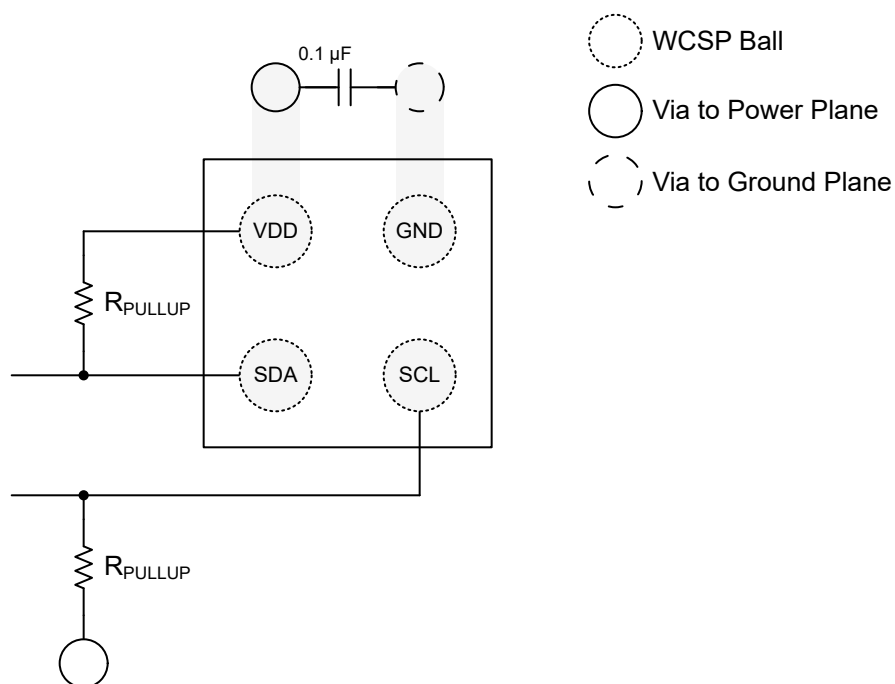 0.1 µF
WCSP Ball
Via to Power Plane
Via to Ground Plane
VDD
GND
RPULLUP
SDA
SCL
RPULLUP